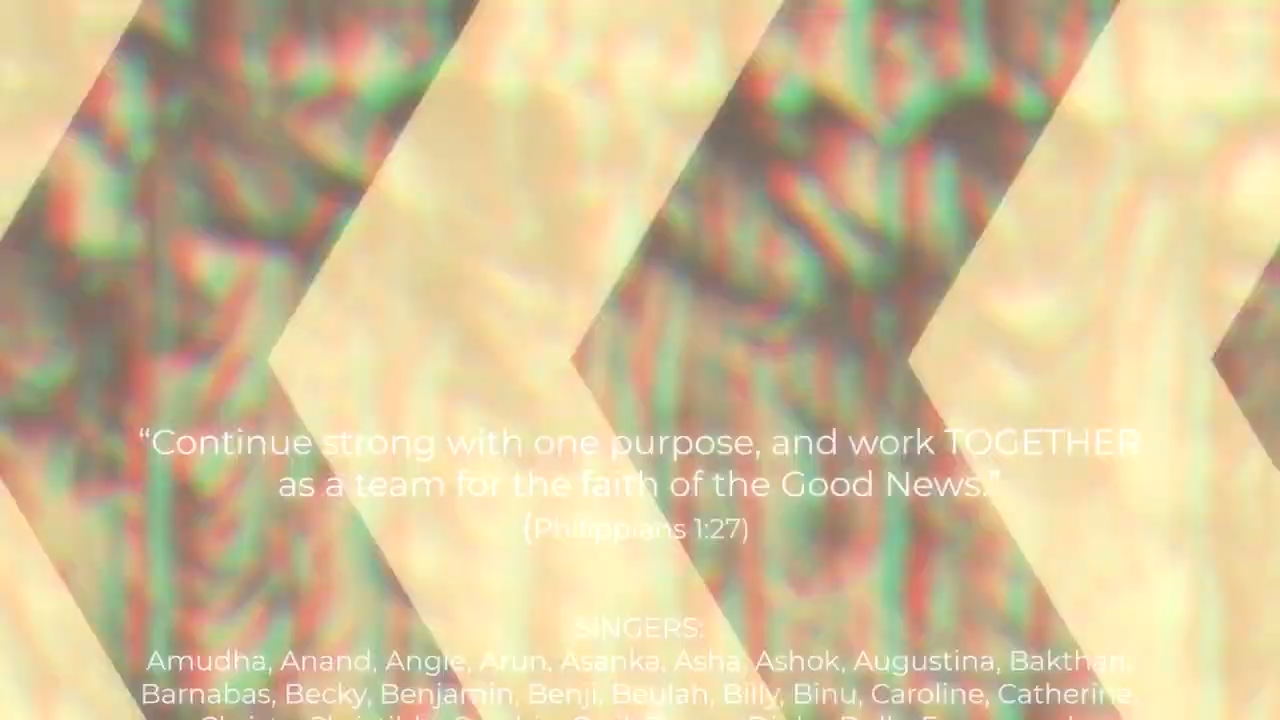 “Continue strong with one purpose, and work TOGETHER
as a team for the faith of the Good News.”
(Philippians 1:27)
SINGERS:
Amudha, Anand, Angie, Arun, Asanka, Asha, Ashok, Augustina, Bakthan,
Barnabas, Becky, Benjamin, Benji, Beulah, Billy, Binu, Caroline, Catherine,